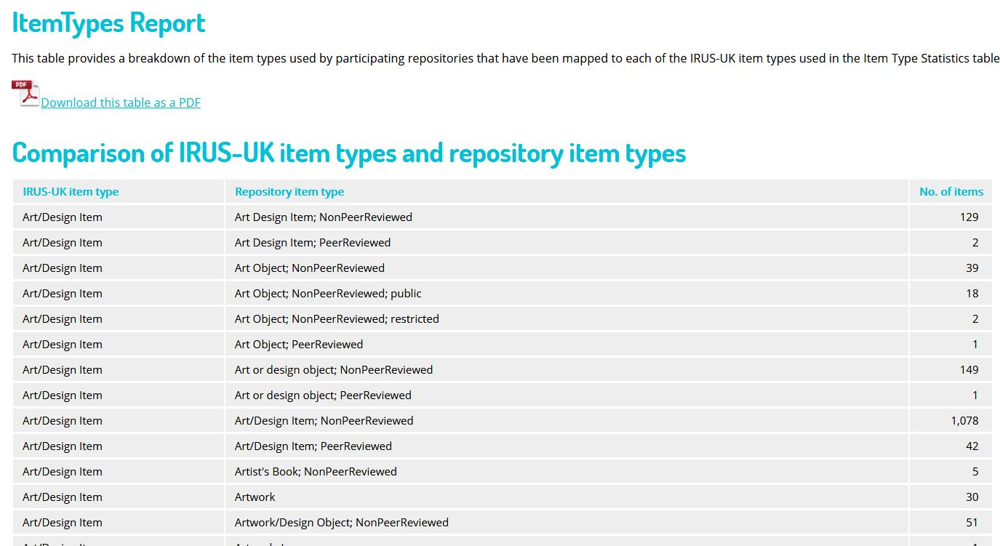 ItemTypes Report
This table provides a breakdown of the item types used by participating repositories that have been mapped to each of the IRUS-UK item types used in the Item Type Statistics table
PDF
Download this table as a PDF
Comparison of IRUS-UK item types and repository item types
IRUS-UK item type Repository item type No. of items
Art/Design Item Art Design Item; NonPeerReviewed 129
Art/Design Item Art Design Item; PeerReviewed 2
Art/Design Item Art Object; NonPeerReviewed 39
Art/Design Item Art Object; NonPeerReviewed; public 18
Art/Design Item Art Object; NonPeerReviewed; restricted 2
Art/Design Item Art Object; PeerReviewed 1
Art/Design Item Art or design object; NonPeerReviewed 149
Art/Design Item Art or design object; PeerReviewed 1
Art/Design Item Art/Design Item; NonPeerReviewed 1,078
Art/Design Item Art/Design Item; PeerReviewed 42
Art/Design Item Artist's Book; NonPeerReviewed 5
Art/Design Item Artwork 30
Art/Design Item Artwork/Design Object; NonPeerReviewed 51